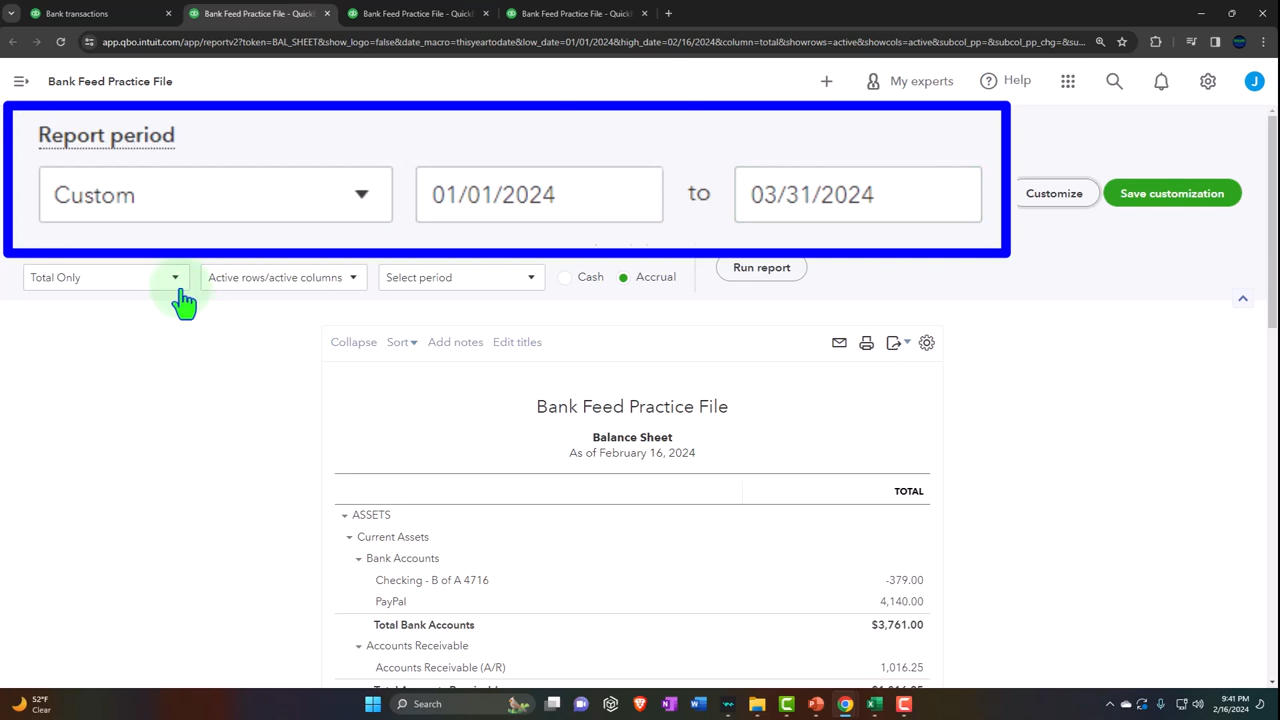 Bank transactions
Bank Feed Practice File - Quick
Bank Feed Practice File - Quick
Bank Feed Practice File - Quick
app.qbo.intuit.com/app/reportv2?token=BAL_SHEET&show_logo=false&date_macro=thisyeartodate&low_date=01/01/2024&high_date=02/16/2024&column=total&showrows=active&showcols=active&subcol_pp=&subcol_pp_chg=&su...
Bank Feed Practice File
My experts
Help
J
Report period
Custom 01/01/2024 to 03/31/2024
Customize
Save customization
Total Only
Active rows/active columns
Select period
Cash
Accrual
Run report
Collapse Sort Add notes Edit titles
Bank Feed Practice File
Balance Sheet
As of February 16, 2024
TOTAL
ASSETS
Current Assets
Bank Accounts
Checking - B of A 4716 -379.00
PayPal 4,140.00
Total Bank Accounts $3,761.00
Accounts Receivable
Accounts Receivable (A/R) 1,016.25
52°F
Clear
Search
9:41 PM
2/16/2024